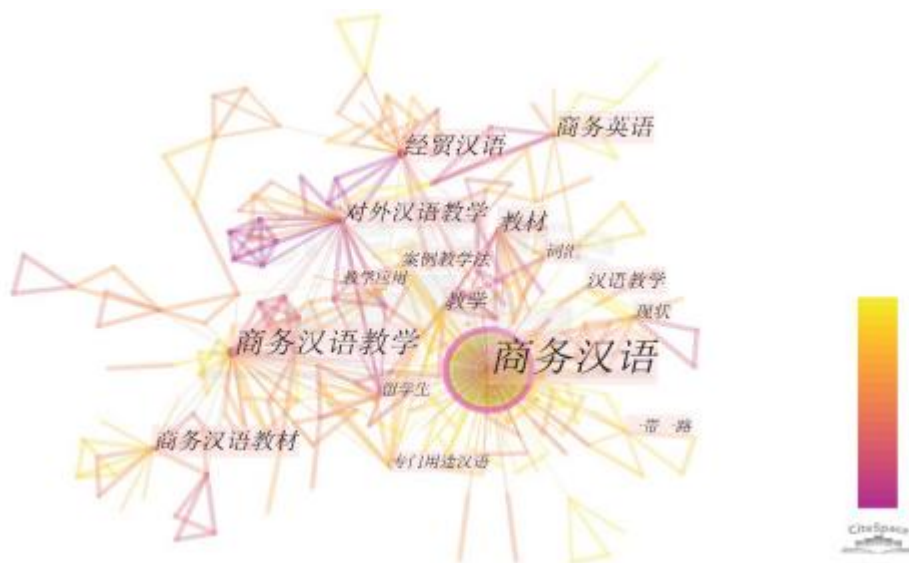 商务英语
经贸汉语
对外汉语教学
教材
词汇
案例教学法
教学应用
汉语教学
教学
现状
商务汉语教学
商务汉语
留学生
一带一路
商务汉语教材
专门用途汉语
CiteSpace